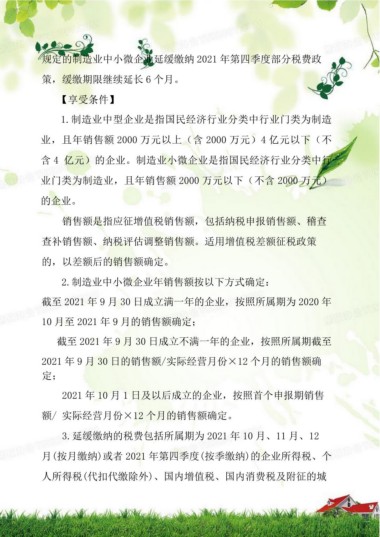 规定的制造业中小微企业延缓缴纳 2021 年第四季度部分税费政
策，缓缴期限继续延长 6 个月。
【享受条件】
1.制造业中型企业是指国民经济行业分类中行业门类为制造
业，且年销售额 2000 万元以上（含 2000 万元）4 亿元以下（不
含 4 亿元）的企业。制造业小微企业是指国民经济行业分类中行
业门类为制造业，且年销售额 2000 万元以下（不含 2000 万元）
的企业。
销售额是指应征增值税销售额，包括纳税申报销售额、稽查
查补销售额、纳税评估调整销售额。适用增值税差额征税政策
的，以差额后的销售额确定。
2.制造业中小微企业年销售额按以下方式确定：
截至 2021 年 9 月 30 日成立满一年的企业，按照所属期为 2020 年
10 月至 2021 年 9 月的销售额确定；
截至 2021 年 9 月 30 日成立不满一年的企业，按照所属期截至
2021 年 9 月 30 日的销售额/实际经营月份×12 个月的销售额确
定；
2021 年 10 月 1 日及以后成立的企业，按照首个申报期销售
额/ 实际经营月份×12 个月的销售额确定。
3.延缓缴纳的税费包括所属期为 2021 年 10 月、11 月、12
月(按月缴纳)或者 2021 年第四季度(按季缴纳)的企业所得税、个
人所得税(代扣代缴除外)、国内增值税、国内消费税及附征的城